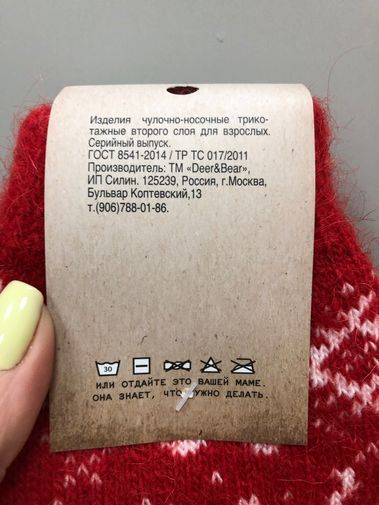 Изделия чулочно-носочные трико-
тажные второго слоя для взрослых.
Серийный выпуск.
ГОСТ 8541-2014 / ТР ТС 017/2011
Производитель: ТМ «Deer&Bear»,
ИП Силин. 125239, Россия, г.Москва,
Бульвар Коптевский,13
т.(906)788-01-86.
30
ИЛИ ОТДАЙТЕ ЭТО ВАШЕЙ МАМЕ.
ОНА ЗНАЕТ, ЧТО НУЖНО ДЕЛАТЬ.